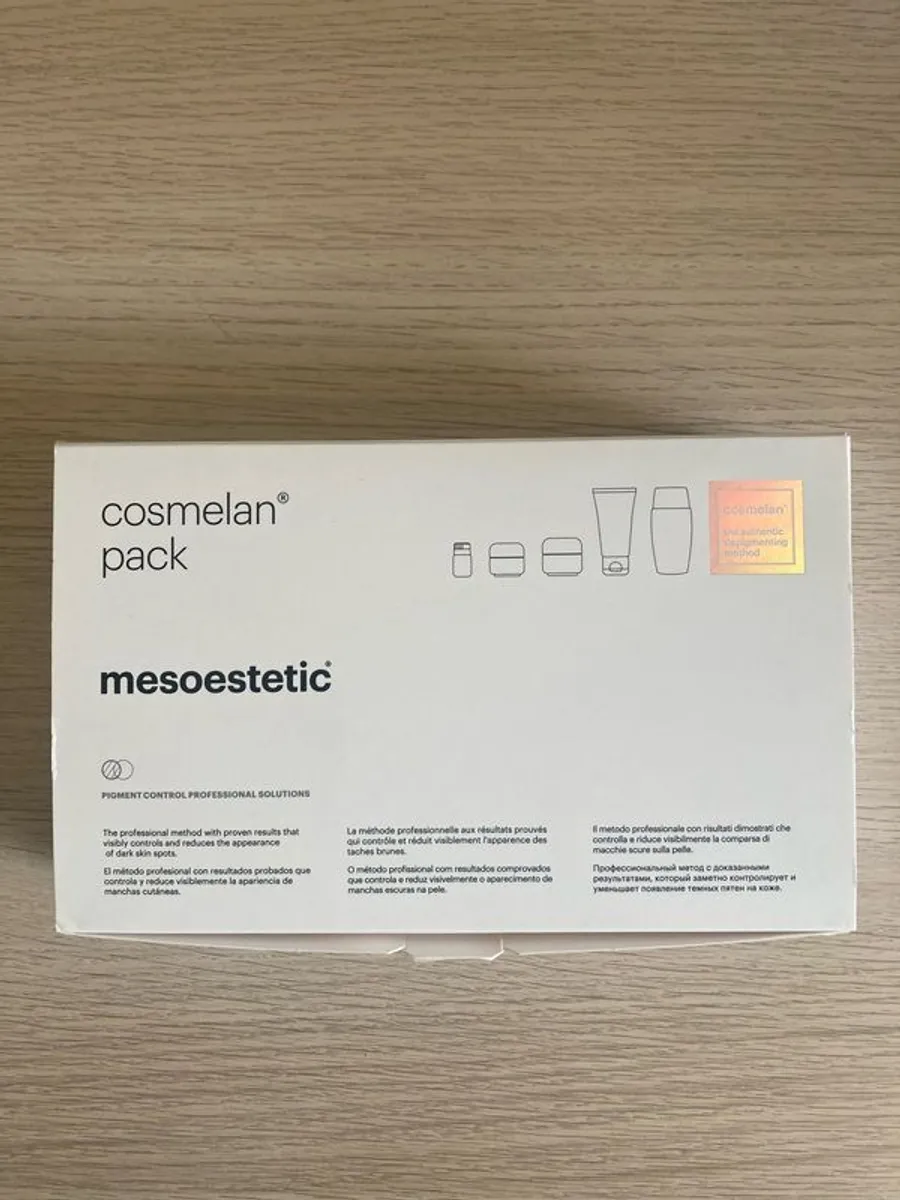 cosmelan®
pack
cosmelan®
the authentic
depigmenting
method
mesoestetic®
PIGMENT CONTROL PROFESSIONAL SOLUTIONS
The professional method with proven results that
visibly controls and reduces the appearance
of dark skin spots.
El método profesional con resultados probados que
controla y reduce visiblemente la apariencia de
manchas cutáneas.
La méthode professionnelle aux résultats prouvés
qui contrôle et réduit visiblement l'apparence des
taches brunes.
O método profissional com resultados comprovados
que controla e reduz visivelmente o aparecimento de
manchas escuras na pele.
Il metodo professionale con risultati dimostrati che
controlla e riduce visibilmente la comparsa di
macchie scure sulla pelle.
Профессиональный метод с доказанными
результатами, который заметно контролирует и
уменьшает появление темных пятен на коже.